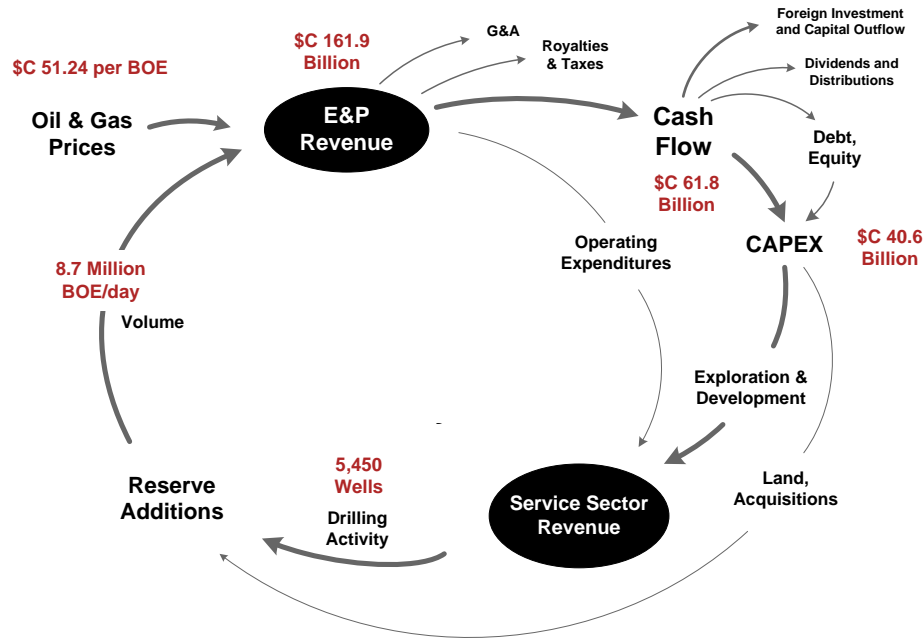 $C 51.24 per BOE
Oil & Gas
Prices
$C 161.9
Billion
E&P
Revenue
G&A
Royalties
& Taxes
Foreign Investment
and Capital Outflow
Dividends and
Distributions
Cash
Flow
Debt,
Equity
$C 61.8
Billion
CAPEX
$C 40.6
Billion
Operating
Expenditures
8.7 Million
BOE/day
Volume
Exploration &
Development
Reserve
Additions
5,450
Wells
Drilling
Activity
Service Sector
Revenue
Land,
Acquisitions